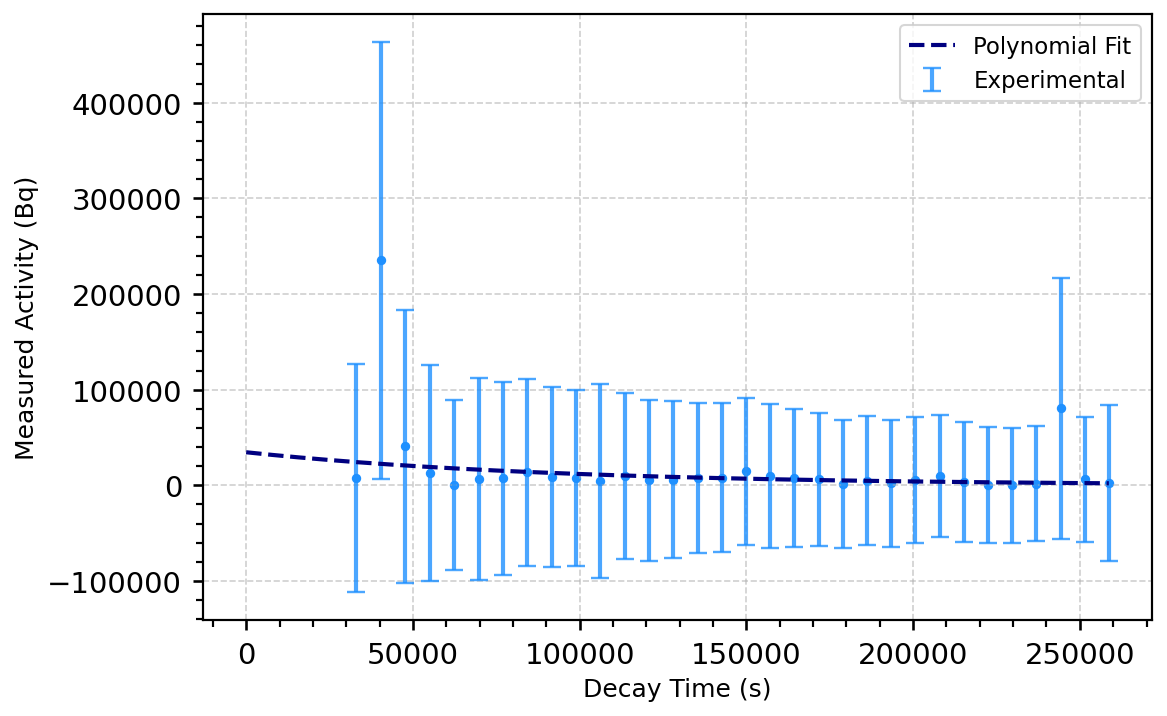 Measured Activity (Bq)
400000
300000
200000
100000
0
−100000
Polynomial Fit
Experimental
0 50000 100000 150000 200000 250000
Decay Time (s)